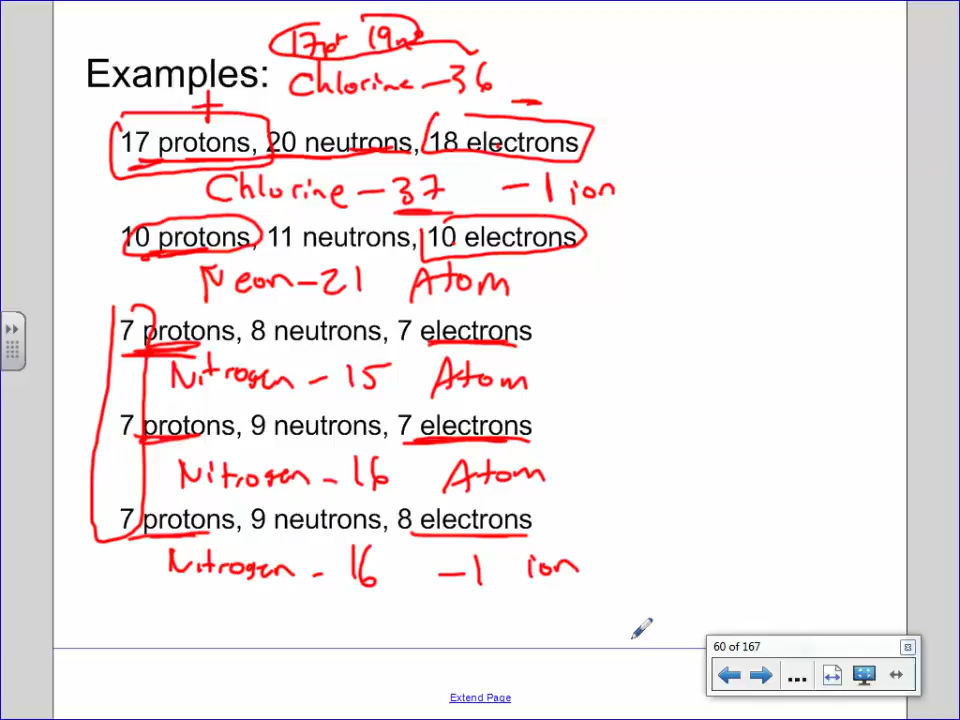 17pt 19n°
Examples: Chlorine - 36
+ -
17 protons, 20 neutrons, 18 electrons
Chlorine - 37 -1 ion
10 protons, 11 neutrons, 10 electrons
Neon - 21 Atom
7 protons, 8 neutrons, 7 electrons
Nitrogen - 15 Atom
7 protons, 9 neutrons, 7 electrons
Nitrogen - 16 Atom
7 protons, 9 neutrons, 8 electrons
Nitrogen - 16 -1 ion
60 of 167
...
Extend Page